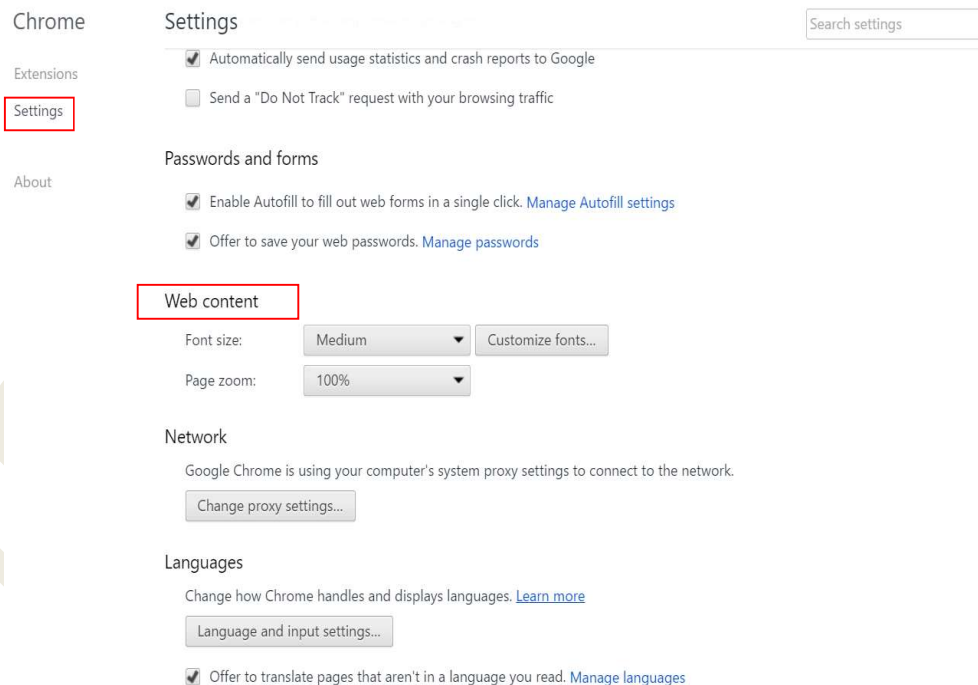 Chrome
Settings
Search settings
Extensions
Settings
About
Automatically send usage statistics and crash reports to Google
Send a "Do Not Track" request with your browsing traffic
Passwords and forms
Enable Autofill to fill out web forms in a single click. Manage Autofill settings
Offer to save your web passwords. Manage passwords
Web content
Font size: Medium Customize fonts...
Page zoom: 100%
Network
Google Chrome is using your computer's system proxy settings to connect to the network.
Change proxy settings...
Languages
Change how Chrome handles and displays languages. Learn more
Language and input settings...
Offer to translate pages that aren't in a language you read. Manage languages